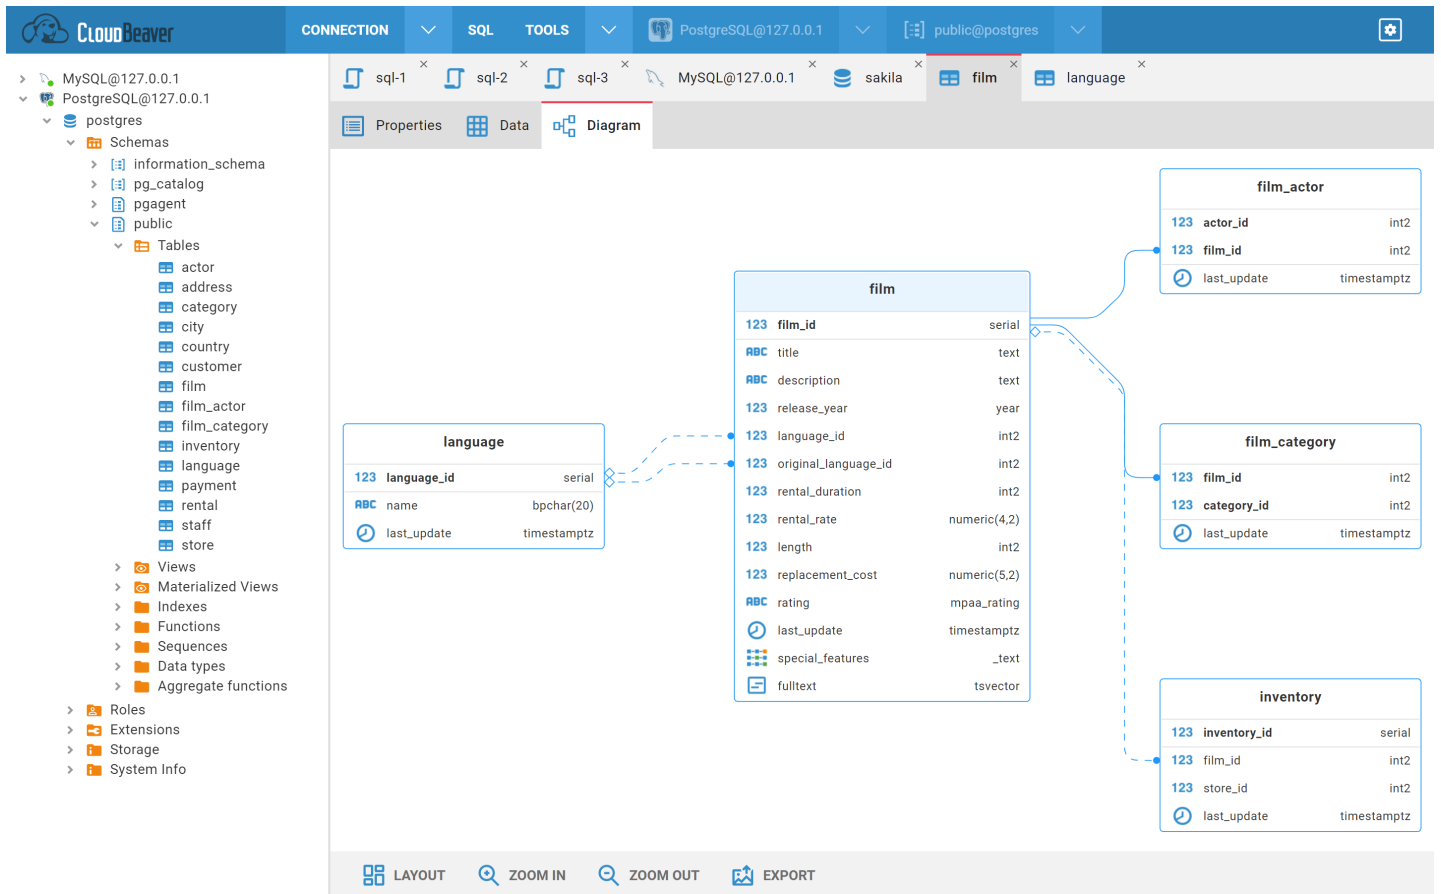 CLOUDBEAVER
CONNECTION
SQL
TOOLS
PostgreSQL@127.0.0.1
public@postgres
MySQL@127.0.0.1
PostgreSQL@127.0.0.1
postgres
Schemas
information_schema
pg_catalog
pgagent
public
Tables
actor
address
category
city
country
customer
film
film_actor
film_category
inventory
language
payment
rental
staff
store
Views
Materialized Views
Indexes
Functions
Sequences
Data types
Aggregate functions
Roles
Extensions
Storage
System Info
sql-1
sql-2
sql-3
MySQL@127.0.0.1
sakila
film
language
Properties
Data
Diagram
language
123 language_id serial
ABC name bpchar(20)
last_update timestamptz
film
123 film_id serial
ABC title text
ABC description text
123 release_year year
123 language_id int2
123 original_language_id int2
123 rental_duration int2
123 rental_rate numeric(4,2)
123 length int2
123 replacement_cost numeric(5,2)
ABC rating mpaa_rating
last_update timestamptz
special_features _text
fulltext tsvector
film_actor
123 actor_id int2
123 film_id int2
last_update timestamptz
film_category
123 film_id int2
123 category_id int2
last_update timestamptz
inventory
123 inventory_id serial
123 film_id int2
123 store_id int2
last_update timestamptz
LAYOUT
ZOOM IN
ZOOM OUT
EXPORT